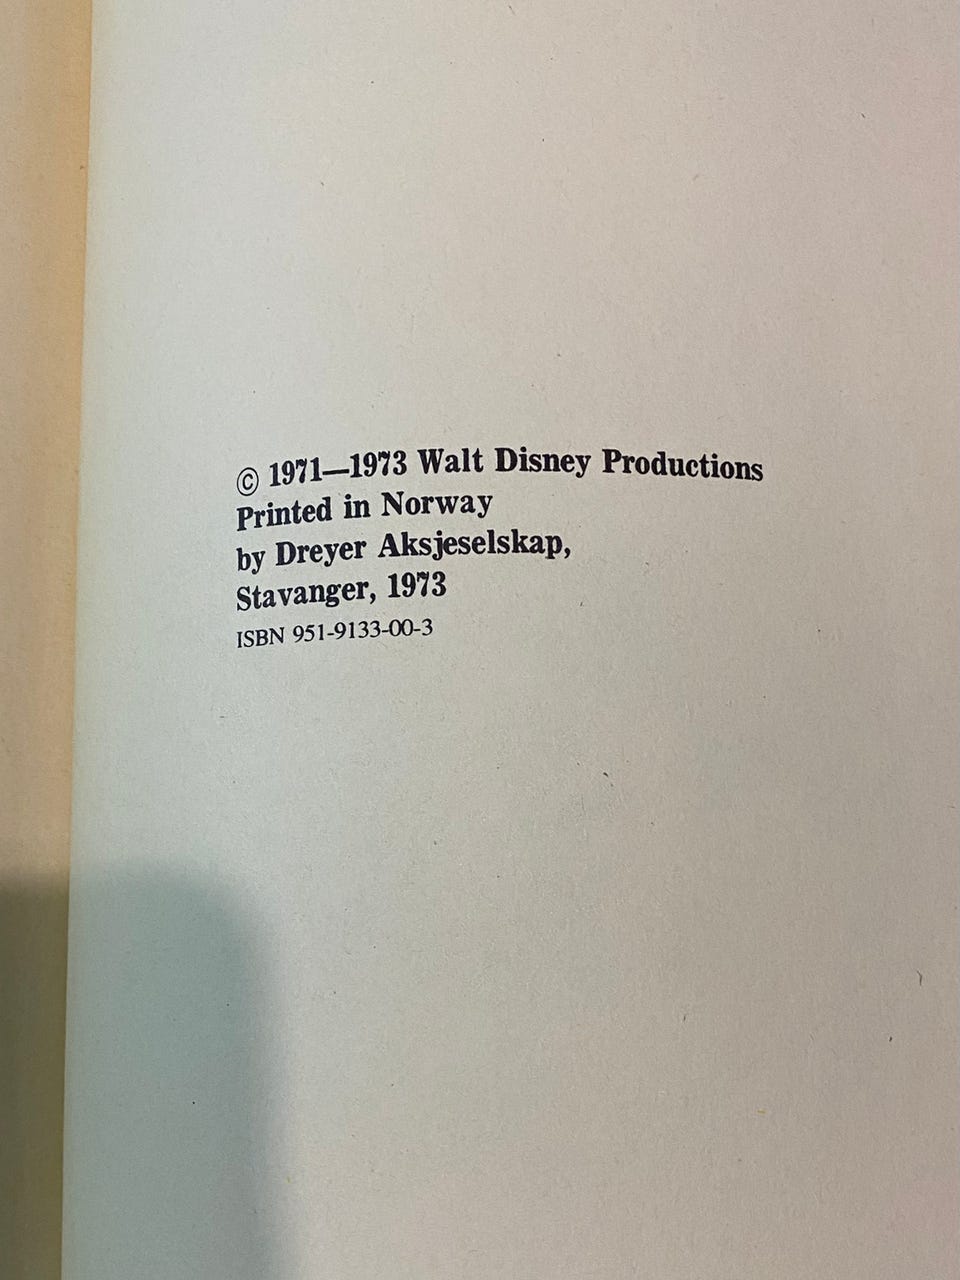 © 1971—1973 Walt Disney Productions
Printed in Norway
by Dreyer Aksjeselskap,
Stavanger, 1973
ISBN 951-9133-00-3